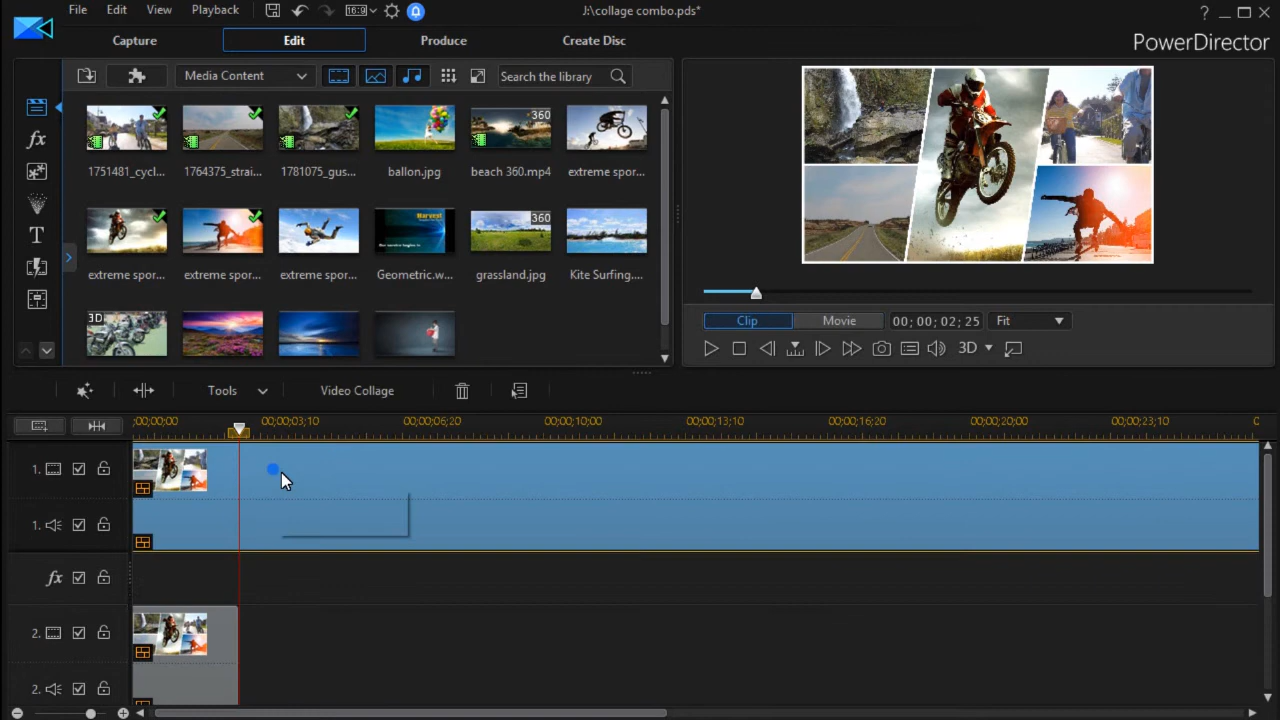 File Edit View Playback 16:9 J:\collage combo.pds* ?
Capture Edit Produce Create Disc
PowerDirector
Media Content Search the library
360
1751481_cycl... 1764375_strai... 1781075_gus... ballon.jpg beach 360.mp4 extreme spor...
fx
360
T
extreme spor... extreme spor... extreme spor... Geometric.w... grassland.jpg Kite Surfing....
3D
Clip Movie 00; 00; 02; 25 Fit
3D
Tools Video Collage
;00;00;00 00;00;03;10 00;00;06;20 00;00;10;00 00;00;13;10 00;00;16;20 00;00;20;00 00;00;23;10
1.
1.
fx
2.
2.